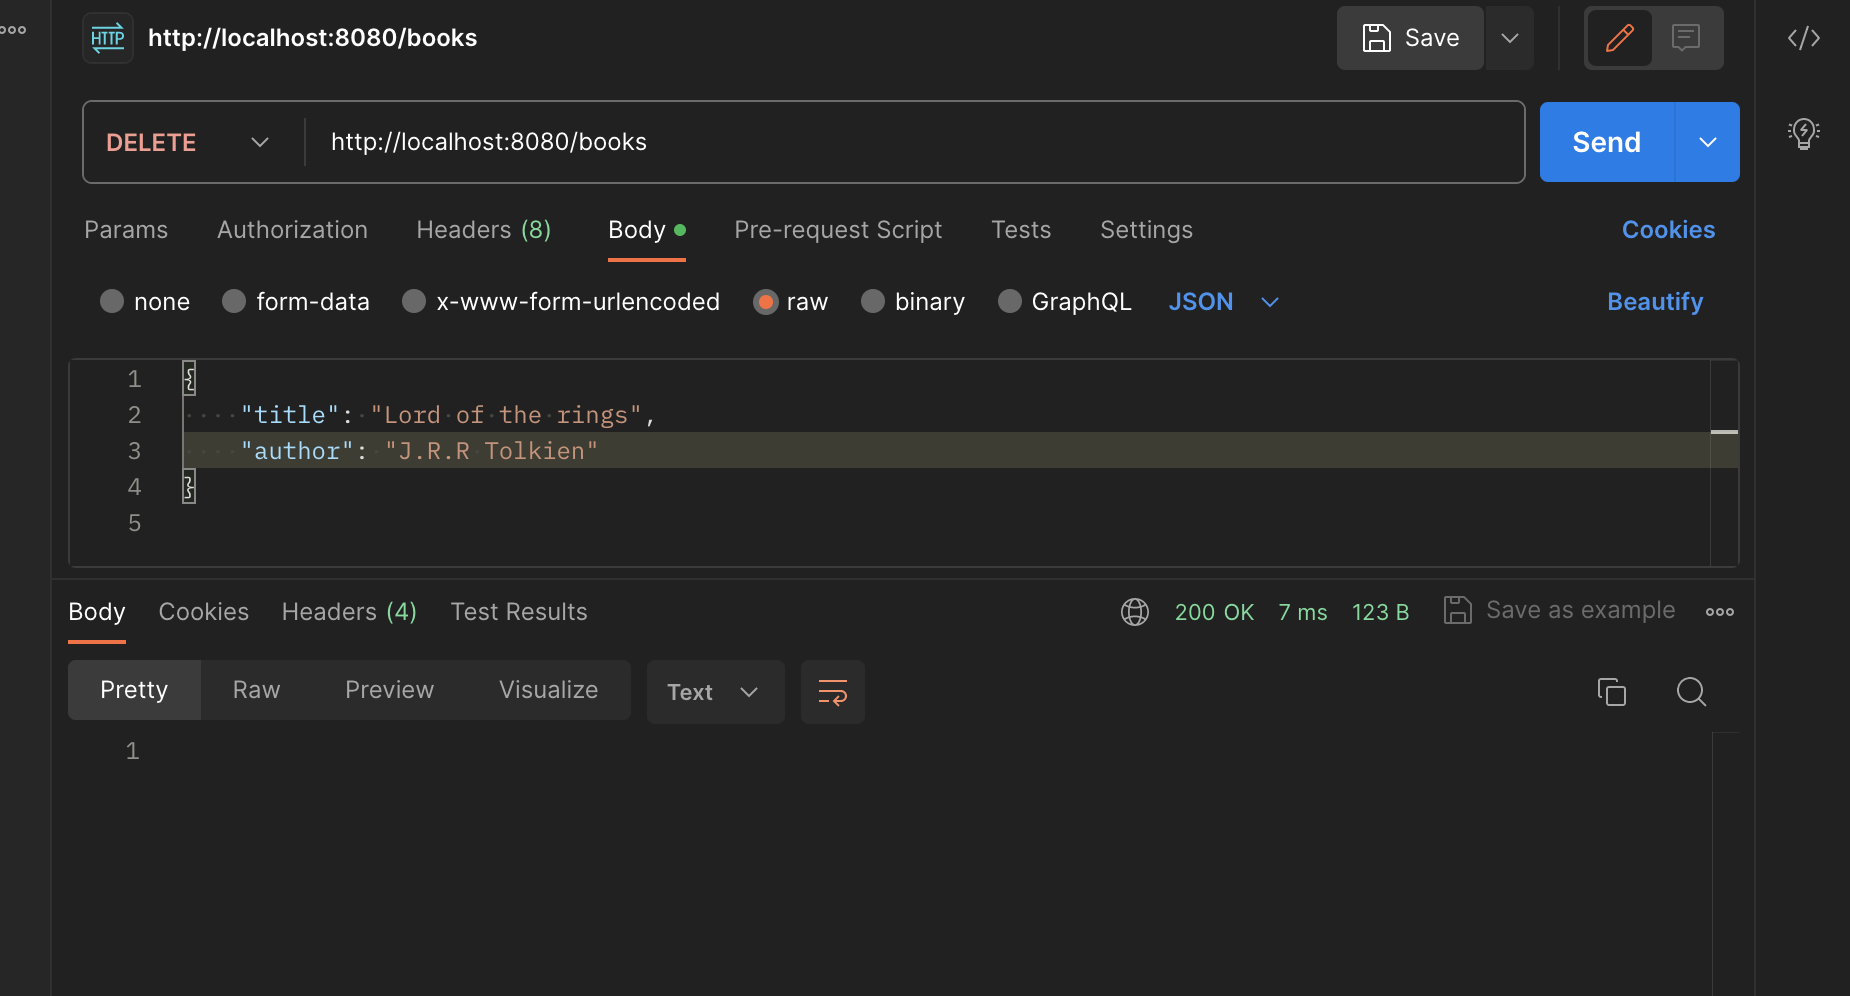 HTTP http://localhost:8080/books Save
DELETE http://localhost:8080/books Send
Params Authorization Headers (8) Body Pre-request Script Tests Settings Cookies
none form-data x-www-form-urlencoded raw binary GraphQL JSON Beautify
1 {
2 "title": "Lord of the rings",
3 "author": "J.R.R Tolkien"
4 }
5
Body Cookies Headers (4) Test Results 200 OK 7 ms 123 B Save as example
Pretty Raw Preview Visualize Text
1